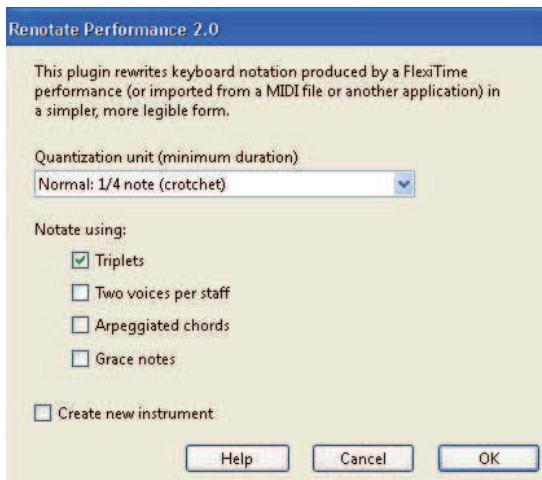 Renotate Performance 2.0
This plugin rewrites keyboard notation produced by a FlexiTime
performance (or imported from a MIDI file or another application) in
a simpler, more legible form.
Quantization unit (minimum duration)
Normal: 1/4 note (crotchet)
Notate using:
Triplets
Two voices per staff
Arpeggiated chords
Grace notes
Create new instrument
Help Cancel OK